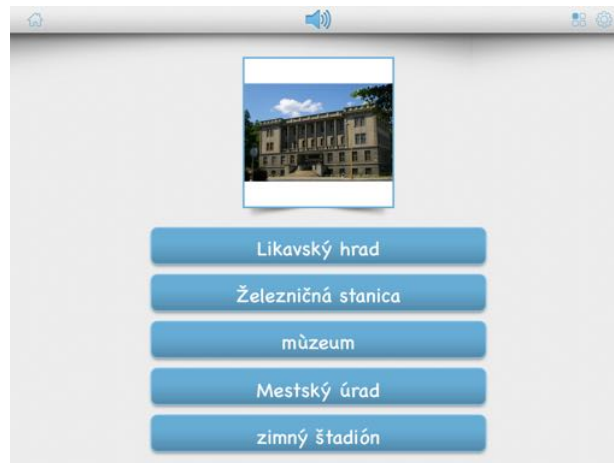 Likavský hrad
Železničná stanica
mùzeum
Mestský úrad
zimný štadión